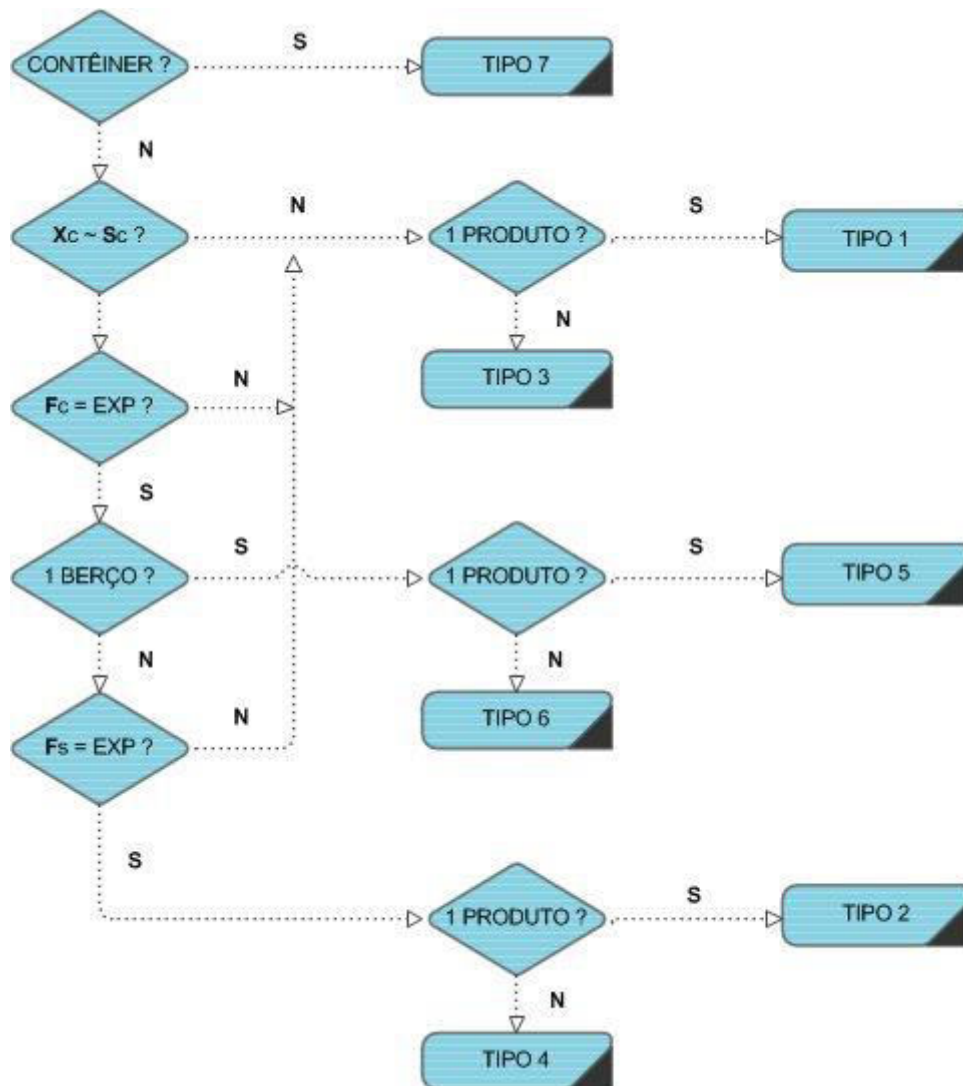 CONTÊINER ?
S
TIPO 7
N
Xc ~ Sc ?
N
1 PRODUTO ?
S
TIPO 1
N
TIPO 3
Fc = EXP ?
N
S
1 BERÇO ?
S
1 PRODUTO ?
S
TIPO 5
N
TIPO 6
N
Fs = EXP ?
N
S
1 PRODUTO ?
S
TIPO 2
N
TIPO 4